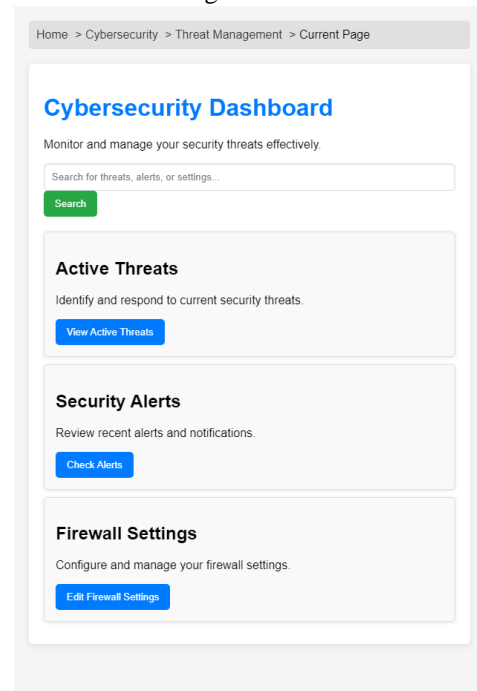 Home > Cybersecurity > Threat Management > Current Page
Cybersecurity Dashboard
Monitor and manage your security threats effectively.
Search for threats, alerts, or settings...
Search
Active Threats
Identify and respond to current security threats.
View Active Threats
Security Alerts
Review recent alerts and notifications.
Check Alerts
Firewall Settings
Configure and manage your firewall settings.
Edit Firewall Settings